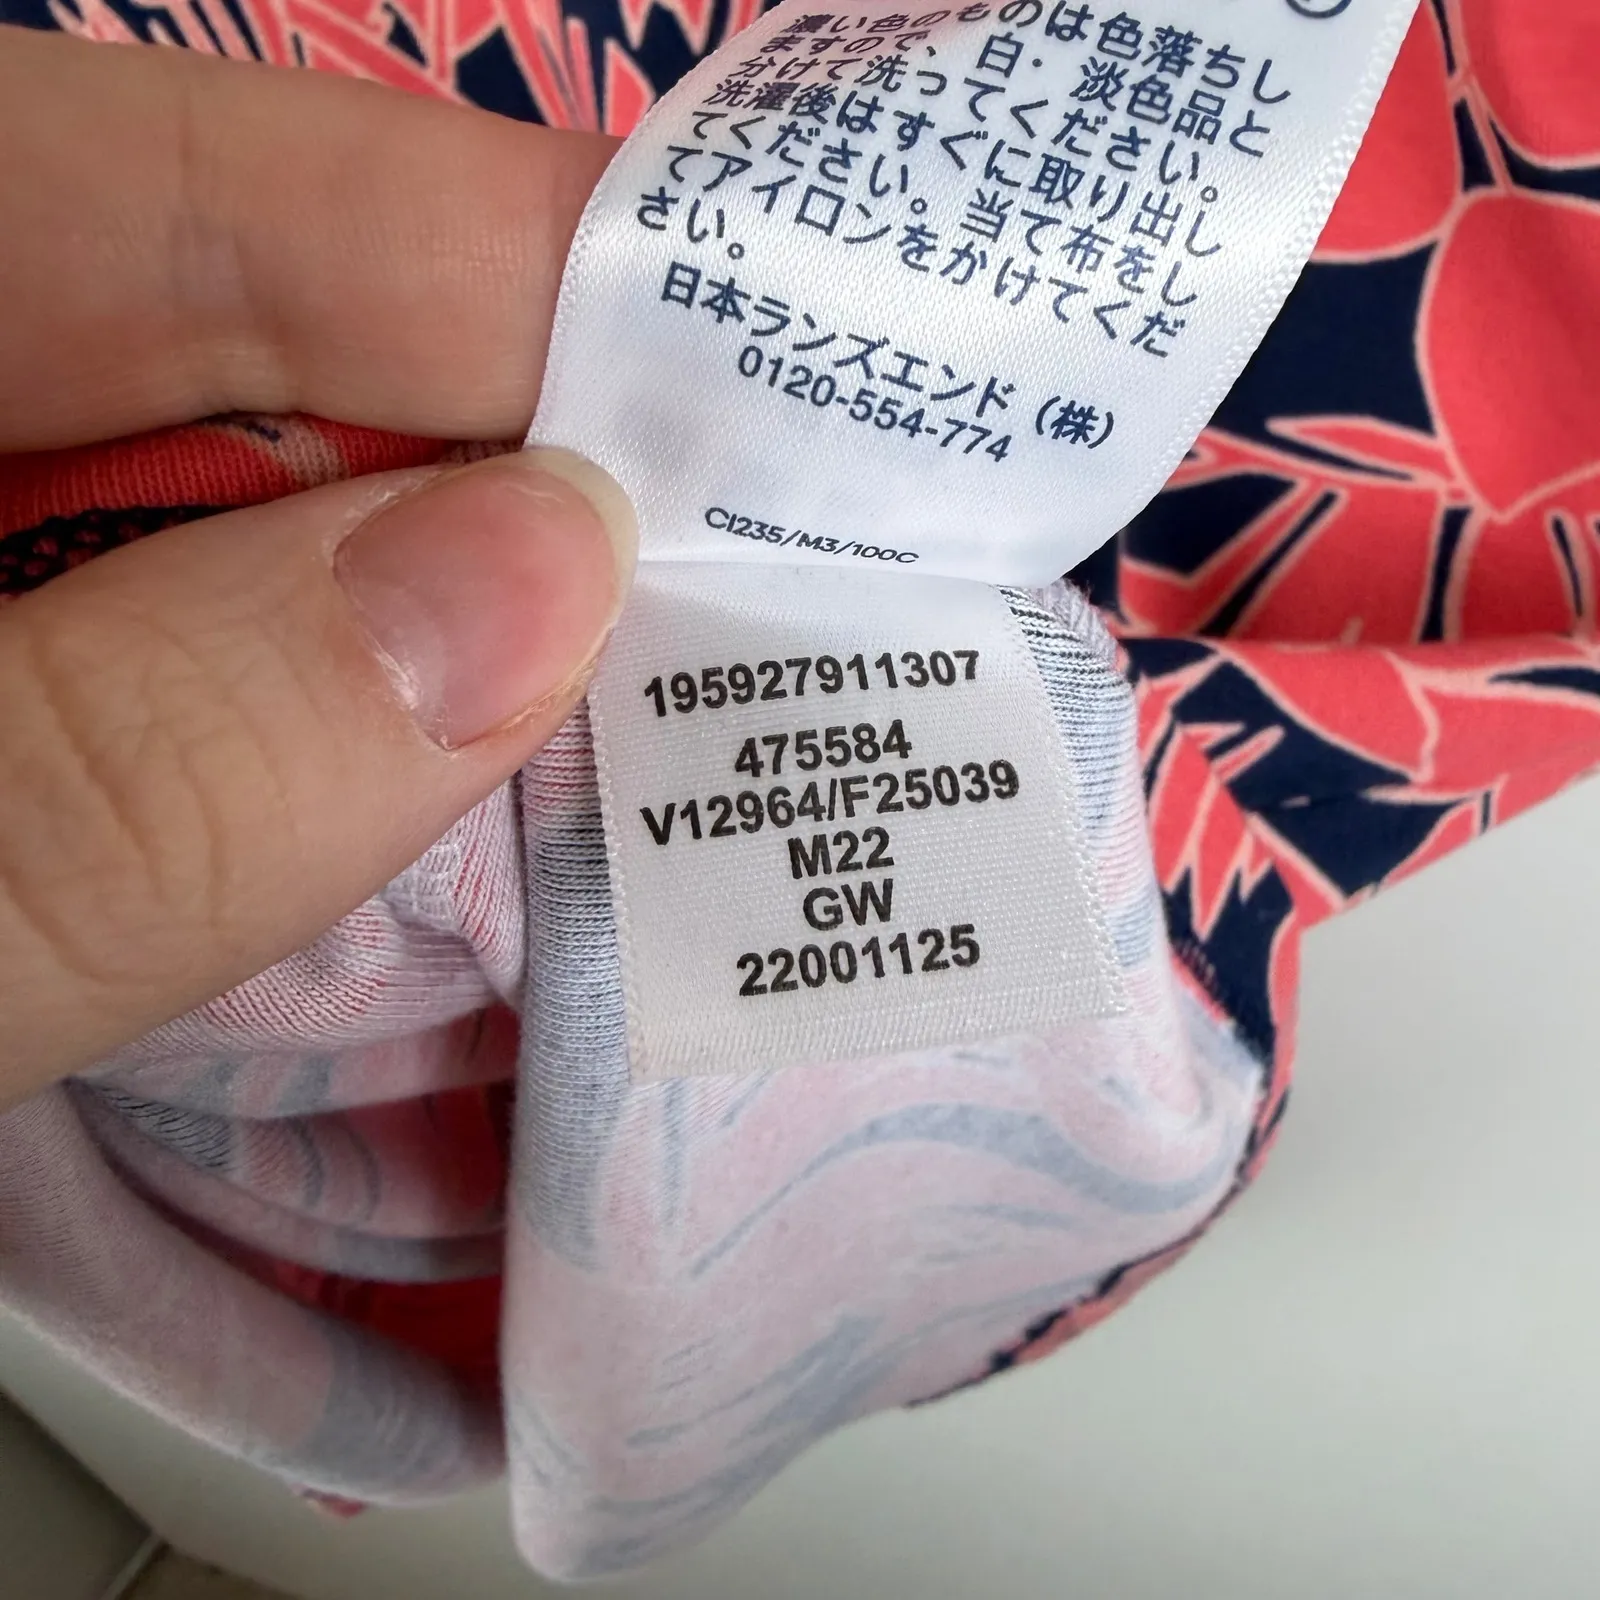 濃い色のものは色落ちし
ますので、白・淡色品と
分けて洗ってください。
洗濯後はすぐに取り出し
てください。当て布をし
てアイロンをかけてくだ
さい。
日本ランズエンド（株）
0120-554-774
CI235/M3/100C
195927911307
475584
V12964/F25039
M22
GW
22001125